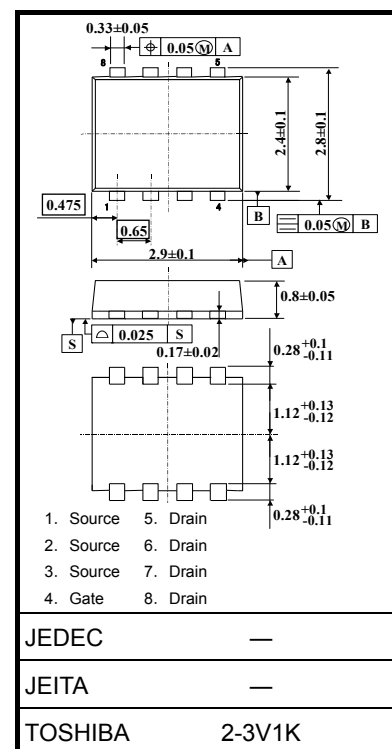 0.33±0.05
⌖ 0.05Ⓜ A
8 5
2.4±0.1
2.8±0.1
0.475
1 4
B
⌯ 0.05Ⓜ B
0.65
2.9±0.1
A
0.8±0.05
S
⌓ 0.025 S
0.17±0.02
0.28 +0.1 -0.11
1.12 +0.13 -0.12
1.12 +0.13 -0.12
0.28 +0.1 -0.11
1. Source 5. Drain
2. Source 6. Drain
3. Source 7. Drain
4. Gate 8. Drain
JEDEC ―
JEITA ―
TOSHIBA 2-3V1K